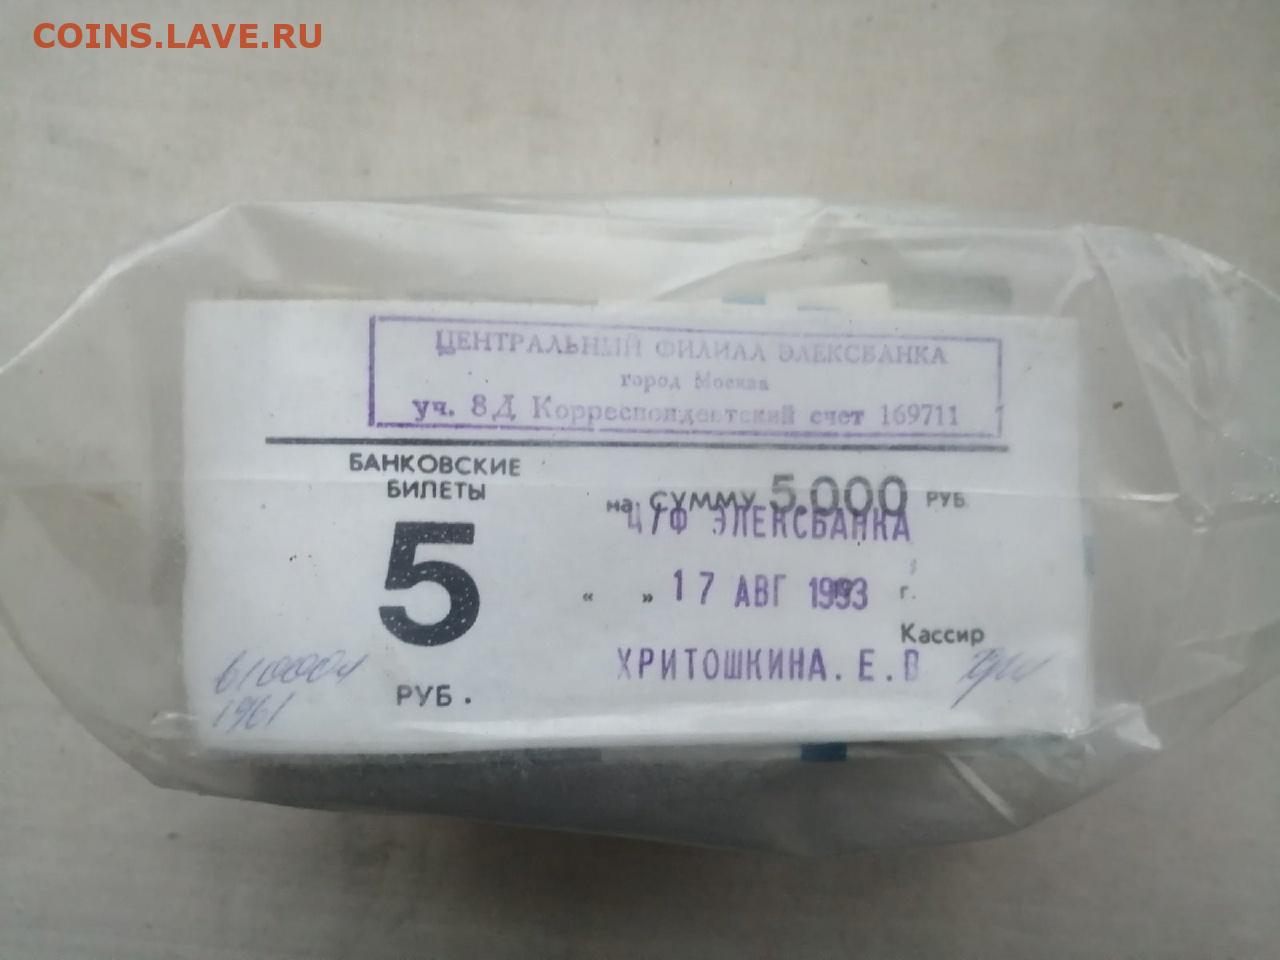 COINS.LAVE.RU
ЦЕНТРАЛЬНЫЙ ФИЛИАЛ ЭЛЕКСБАНКА
город Москва
уч. 8Д Корреспондентский счет 169711
БАНКОВСКИЕ
БИЛЕТЫ
на СУММУ 5.000 РУБ.
Ц/Ф ЭЛЕКСБАНКА
5
« » 17 АВГ 1993 г.
Кассир
ХРИТОШКИНА. Е. В
РУБ.
1961